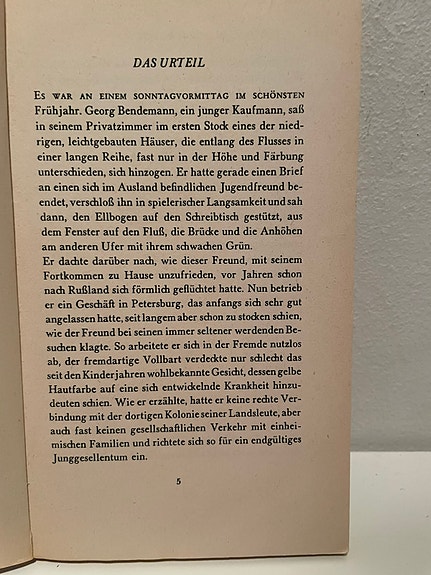 DAS URTEIL
ES WAR AN EINEM SONNTAGVORMITTAG IM SCHÖNSTEN
Frühjahr. Georg Bendemann, ein junger Kaufmann, saß
in seinem Privatzimmer im ersten Stock eines der nied-
rigen, leichtgebauten Häuser, die entlang des Flusses in
einer langen Reihe, fast nur in der Höhe und Färbung
unterschieden, sich hinzogen. Er hatte gerade einen Brief
an einen sich im Ausland befindlichen Jugendfreund be-
endet, verschloß ihn in spielerischer Langsamkeit und sah
dann, den Ellbogen auf den Schreibtisch gestützt, aus
dem Fenster auf den Fluß, die Brücke und die Anhöhen
am anderen Ufer mit ihrem schwachen Grün.
Er dachte darüber nach, wie dieser Freund, mit seinem
Fortkommen zu Hause unzufrieden, vor Jahren schon
nach Rußland sich förmlich geflüchtet hatte. Nun betrieb
er ein Geschäft in Petersburg, das anfangs sich sehr gut
angelassen hatte, seit langem aber schon zu stocken schien,
wie der Freund bei seinen immer seltener werdenden Be-
suchen klagte. So arbeitete er sich in der Fremde nutzlos
ab, der fremdartige Vollbart verdeckte nur schlecht das
seit den Kinderjahren wohlbekannte Gesicht, dessen gelbe
Hautfarbe auf eine sich entwickelnde Krankheit hinzu-
deuten schien. Wie er erzählte, hatte er keine rechte Ver-
bindung mit der dortigen Kolonie seiner Landsleute, aber
auch fast keinen gesellschaftlichen Verkehr mit einhei-
mischen Familien und richtete sich so für ein endgültiges
Junggesellentum ein.
5